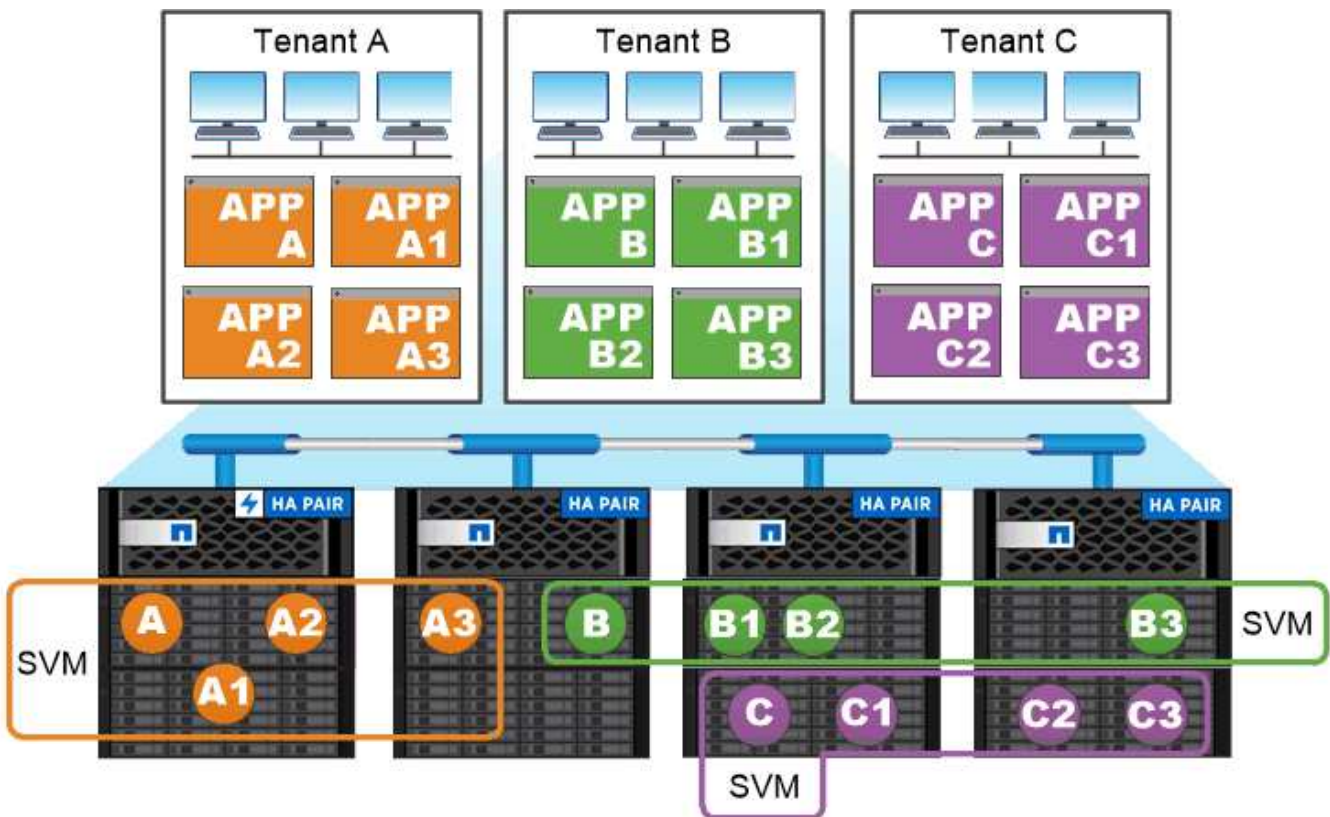 Tenant A
Tenant B
Tenant C
APP A
APP A1
APP B
APP B1
APP C
APP C1
APP A2
APP A3
APP B2
APP B3
APP C2
APP C3
HA PAIR
HA PAIR
HA PAIR
HA PAIR
A
A2
A3
B
B1
B2
B3
SVM
SVM
A1
C
C1
C2
C3
SVM